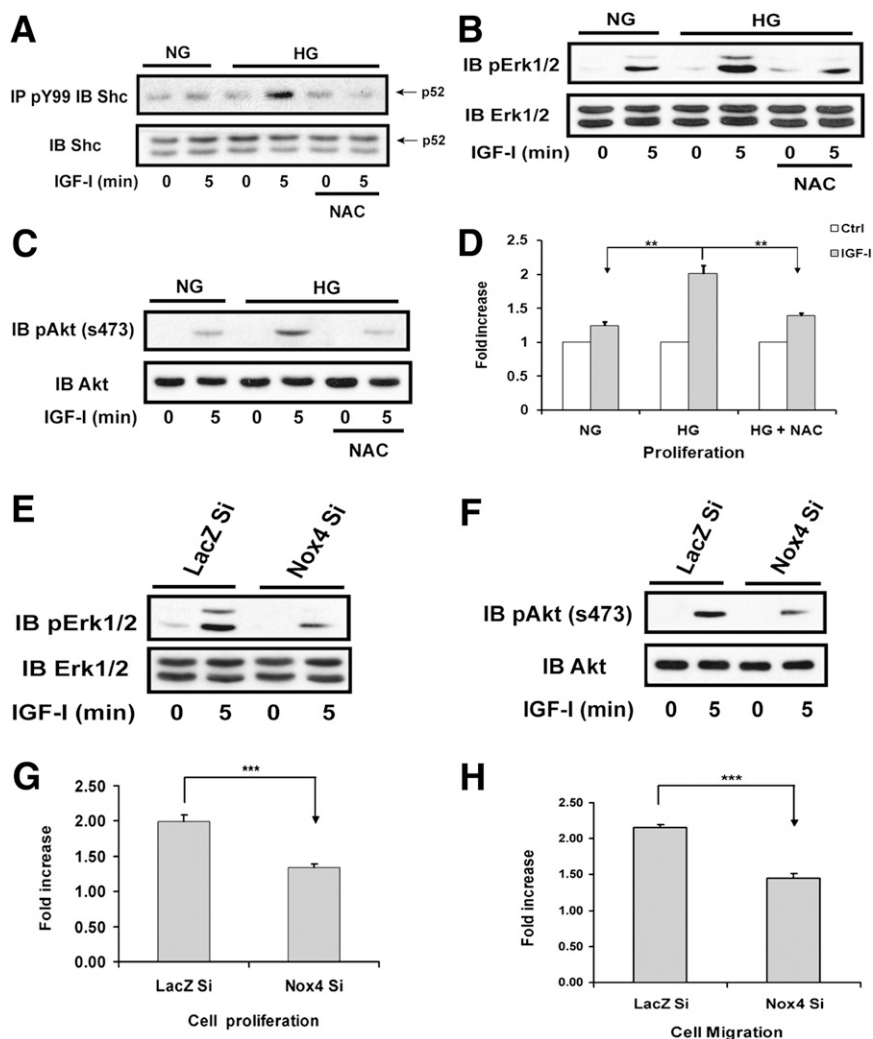 A
NG HG
IP pY99 IB Shc
p52
IB Shc
p52
IGF-I (min) 0 5 0 5 0 5
NAC
B
NG HG
IB pErk1/2
IB Erk1/2
IGF-I (min) 0 5 0 5 0 5
NAC
C
NG HG
IB pAkt (s473)
IB Akt
IGF-I (min) 0 5 0 5 0 5
NAC
D
Ctrl
IGF-I
** **
Fold increase
2.5
2
1.5
1
0.5
0
NG HG HG + NAC
Proliferation
E
LacZ Si Nox4 Si
IB pErk1/2
IB Erk1/2
IGF-I (min) 0 5 0 5
F
LacZ Si Nox4 Si
IB pAkt (s473)
IB Akt
IGF-I (min) 0 5 0 5
G
***
Fold increase
2.50
2.00
1.50
1.00
0.50
0.00
LacZ Si Nox4 Si
Cell proliferation
H
***
Fold increase
2.50
2.00
1.50
1.00
0.50
0.00
LacZ Si Nox4 Si
Cell Migration